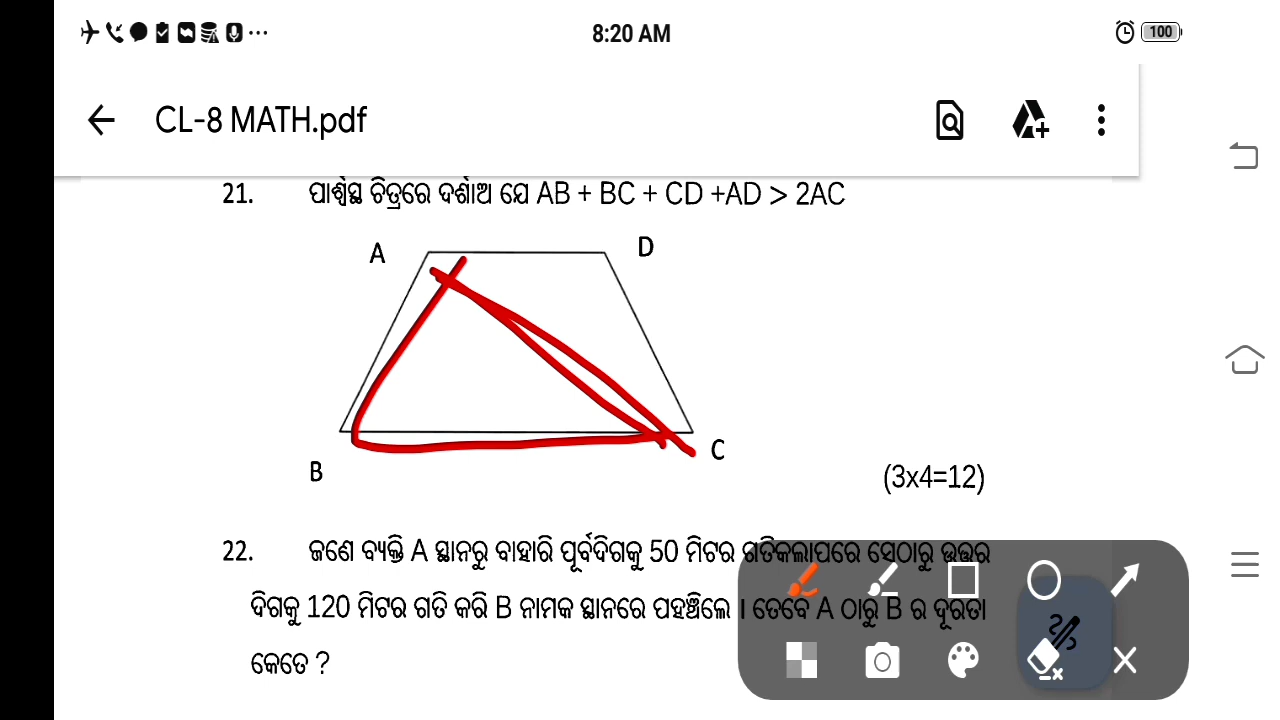 8:20 AM
100
CL-8 MATH.pdf
21. ପାର୍ଶ୍ୱସ୍ଥ ଚିତ୍ରରେ ଦର୍ଶାଅ ଯେ AB + BC + CD +AD > 2AC
A
D
B
C
(3x4=12)
22. ଜଣେ ବ୍ୟକ୍ତି A ସ୍ଥାନରୁ ବାହାରି ପୂର୍ବଦିଗକୁ 50 ମିଟର ଗତିକଲାପରେ ସେଠାରୁ ଉତ୍ତର
ଦିଗକୁ 120 ମିଟର ଗତି କରି B ନାମକ ସ୍ଥାନରେ ପହଞ୍ଚିଲେ । ତେବେ A ଠାରୁ B ର ଦୂରତା
କେତେ ?